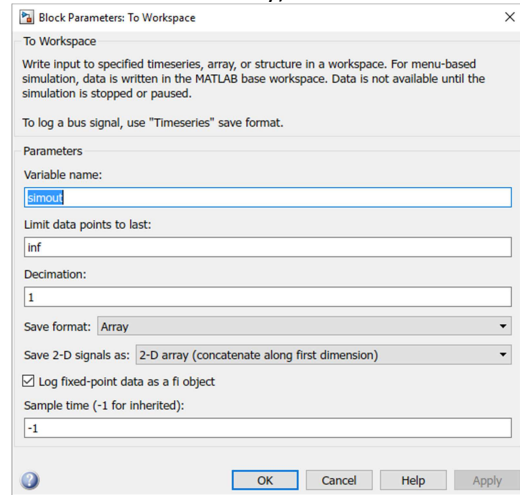 Block Parameters: To Workspace
To Workspace
Write input to specified timeseries, array, or structure in a workspace. For menu-based
simulation, data is written in the MATLAB base workspace. Data is not available until the
simulation is stopped or paused.
To log a bus signal, use "Timeseries" save format.
Parameters
Variable name:
simout
Limit data points to last:
inf
Decimation:
1
Save format: Array
Save 2-D signals as: 2-D array (concatenate along first dimension)
Log fixed-point data as a fi object
Sample time (-1 for inherited):
-1
OK Cancel Help Apply